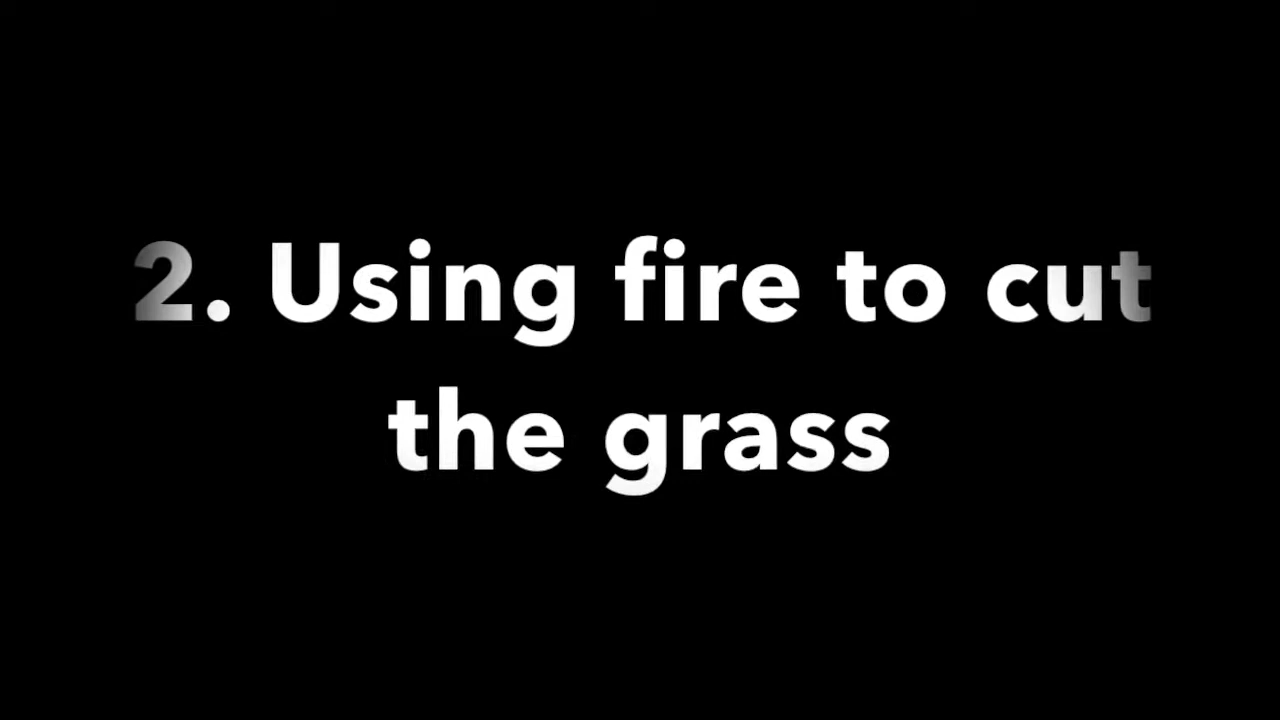 2. Using fire to cut
the grass